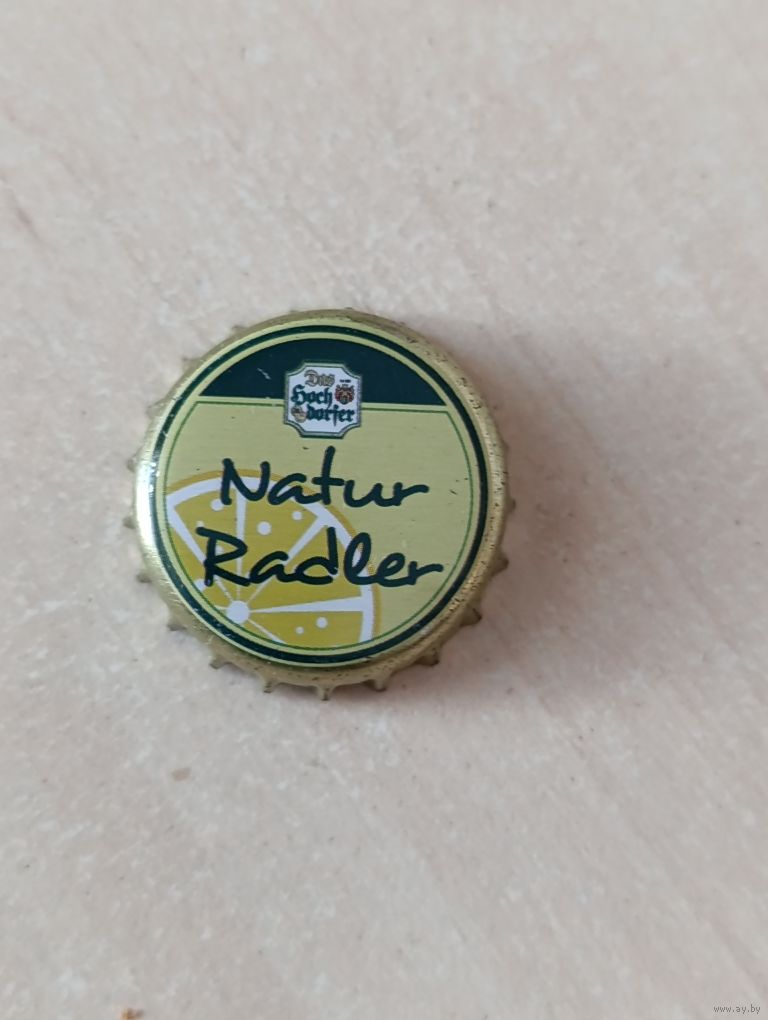 Das
Hoch
dorfer
Natur
Radler
www.ay.by